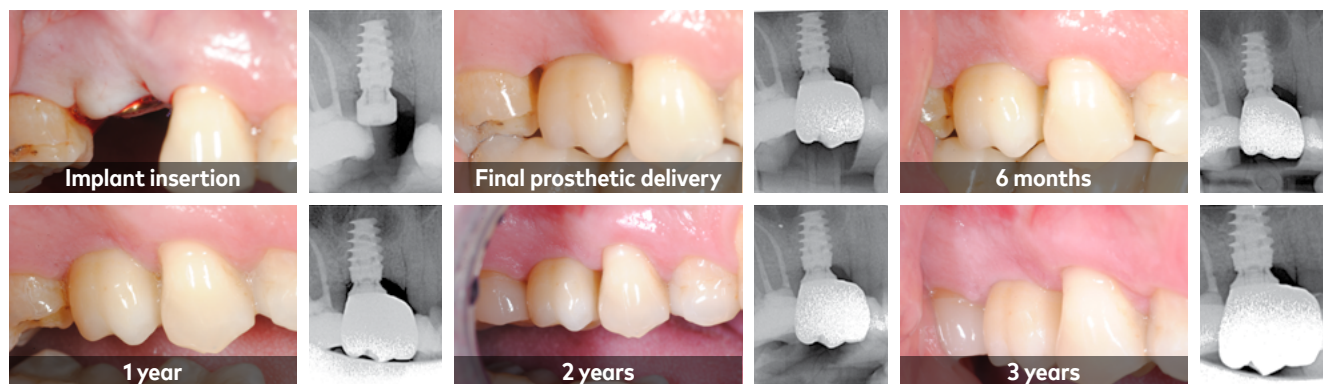 Implant insertion
Final prosthetic delivery
6 months
1 year
2 years
3 years